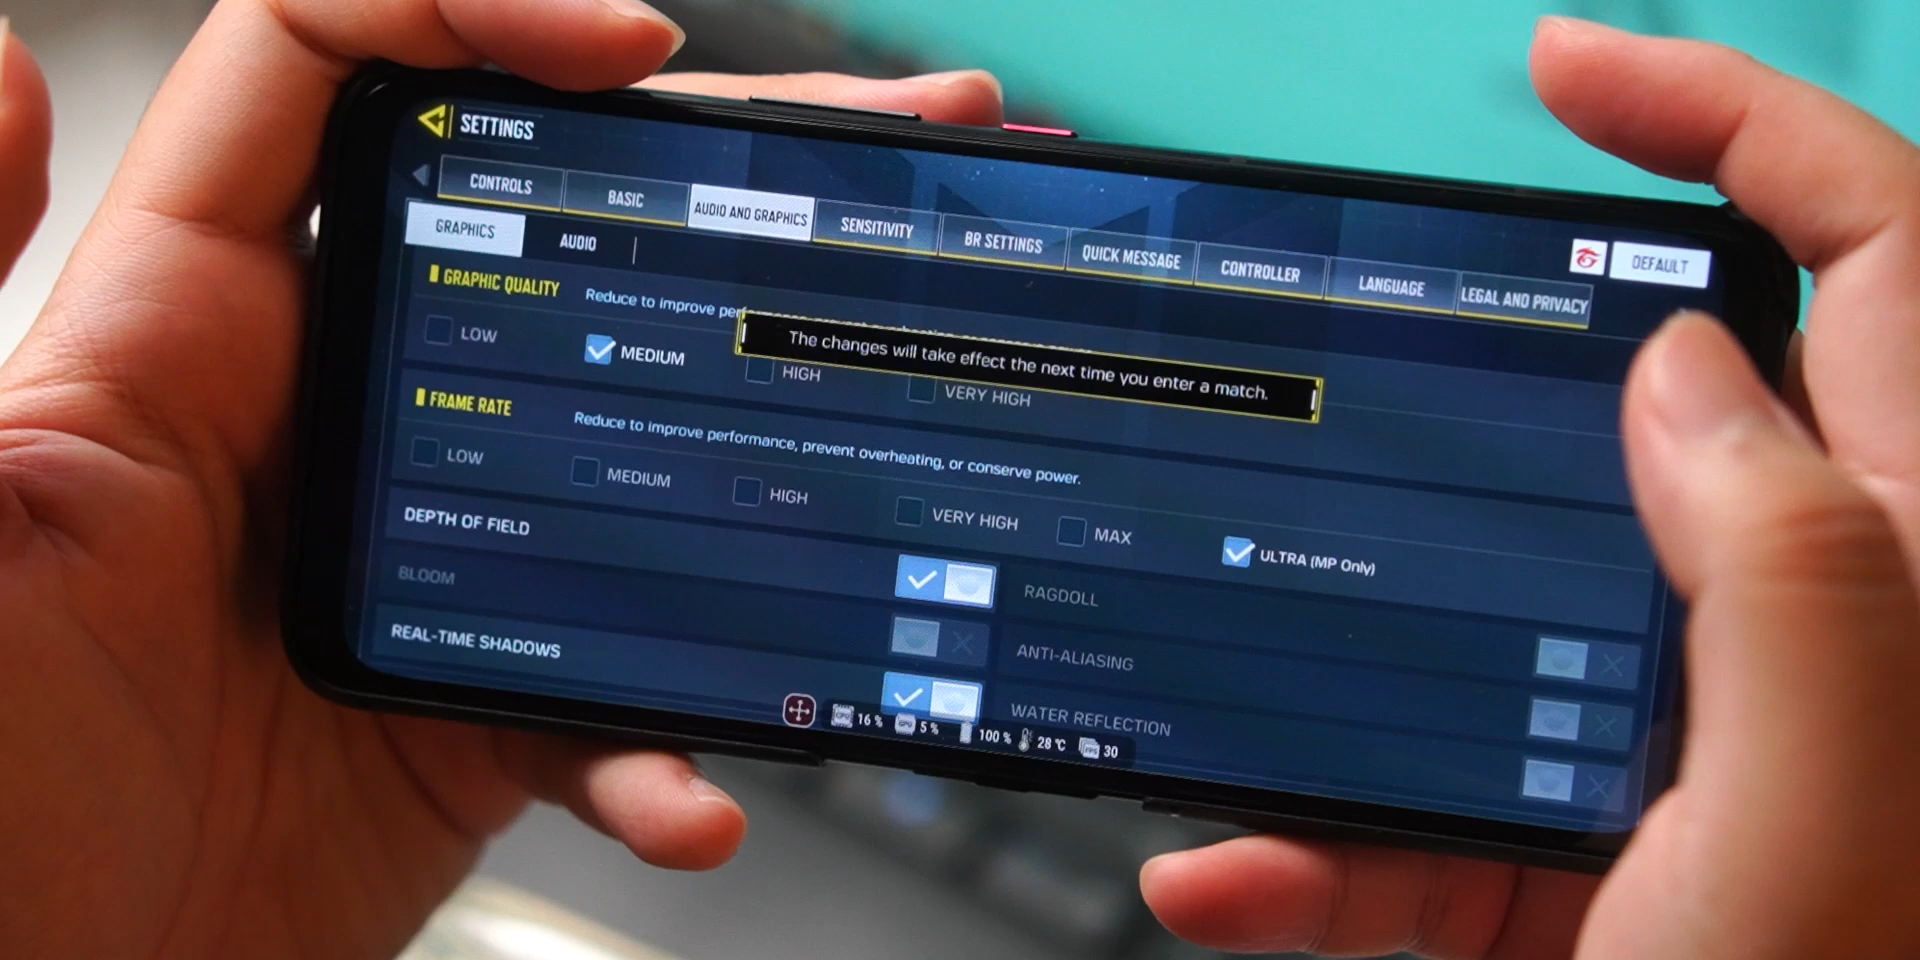 SETTINGS
CONTROLS BASIC AUDIO AND GRAPHICS SENSITIVITY BR SETTINGS QUICK MESSAGE CONTROLLER LANGUAGE LEGAL AND PRIVACY DEFAULT
GRAPHICS AUDIO
GRAPHIC QUALITY Reduce to improve
The changes will take effect the next time you enter a match.
LOW MEDIUM HIGH VERY HIGH
FRAME RATE Reduce to improve performance, prevent overheating, or conserve power.
LOW MEDIUM HIGH VERY HIGH MAX ULTRA (MP Only)
DEPTH OF FIELD RAGDOLL
BLOOM ANTI-ALIASING
REAL-TIME SHADOWS WATER REFLECTION
16 % 5 % 100 % 28 °C FPS 30